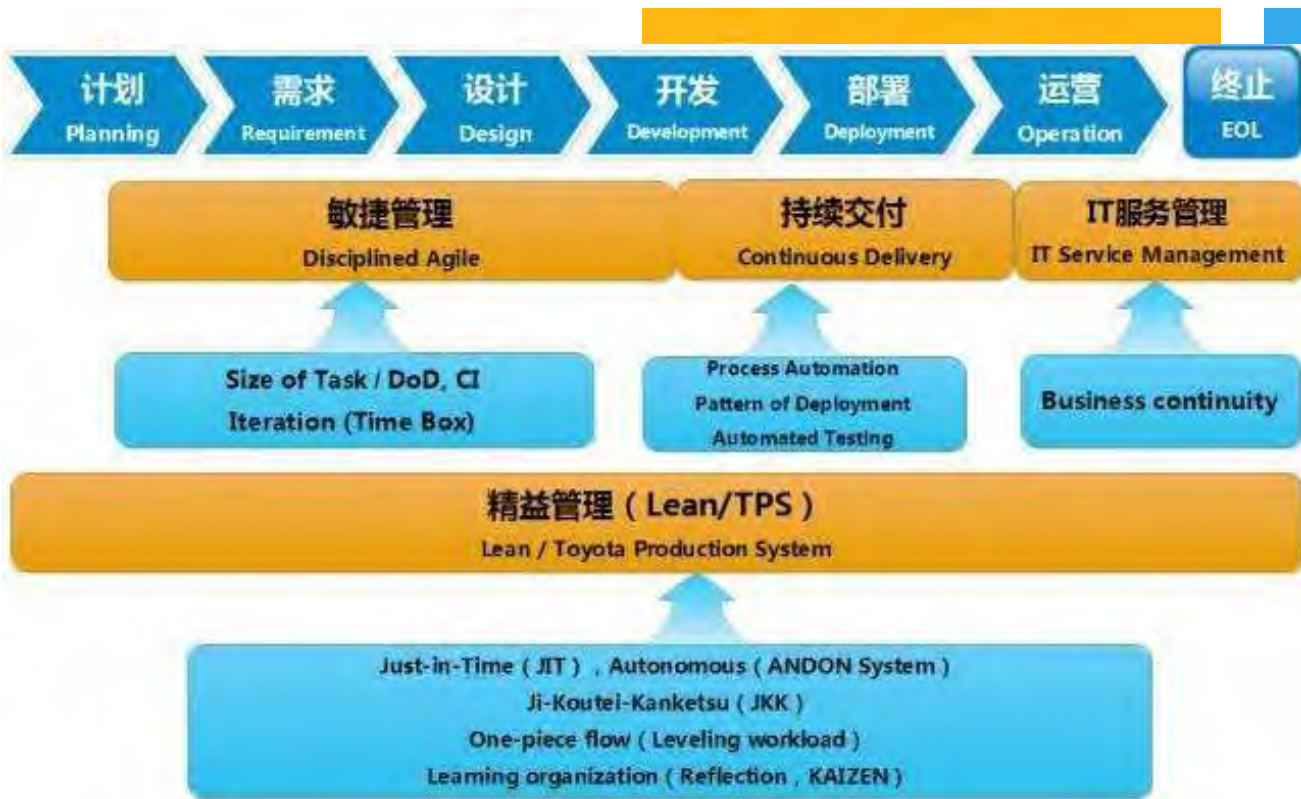 计划
Planning
需求
Requirement
设计
Design
开发
Development
部署
Deployment
运营
Operation
终止
EOL
敏捷管理
Disciplined Agile
持续交付
Continuous Delivery
IT服务管理
IT Service Management
Size of Task / DoD, CI
Iteration (Time Box)
Process Automation
Pattern of Deployment
Automated Testing
Business continuity
精益管理（Lean/TPS）
Lean / Toyota Production System
Just-in-Time（JIT）, Autonomous（ANDON System）
Ji-Koutei-Kanketsu（JKK）
One-piece flow（Leveling workload）
Learning organization（Reflection , KAIZEN）